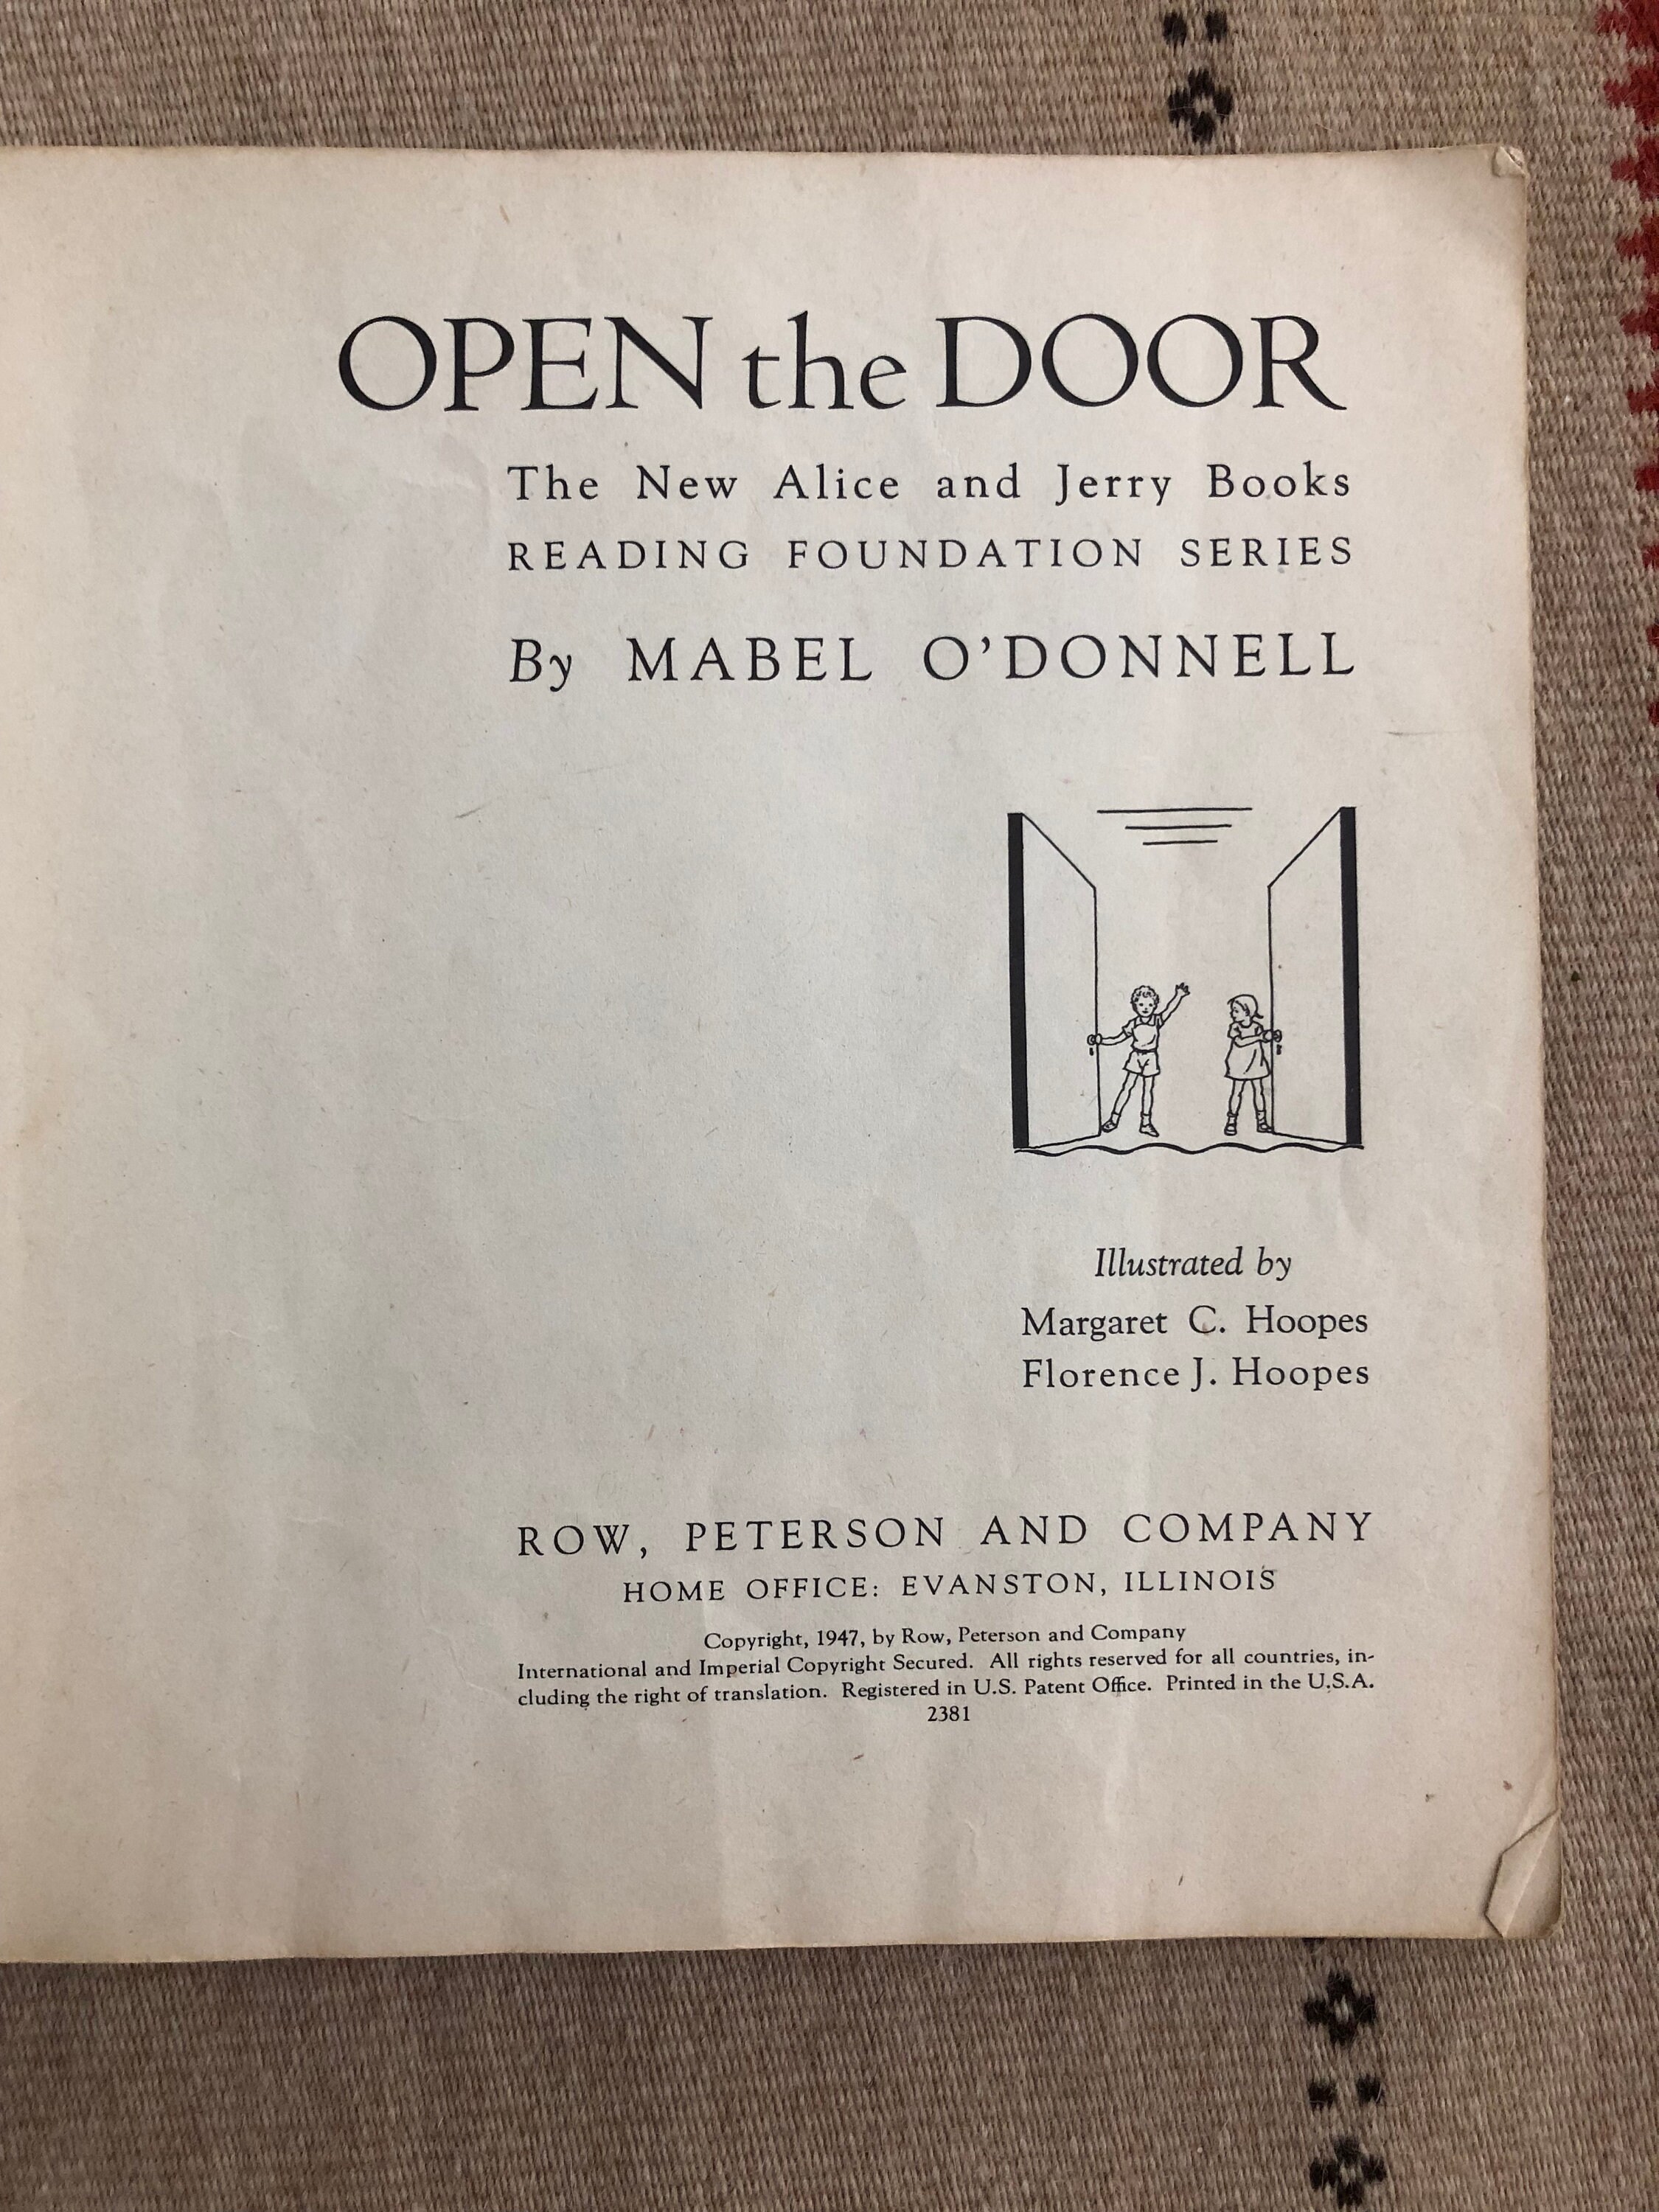 OPEN the DOOR
The New Alice and Jerry Books
READING FOUNDATION SERIES
By MABEL O'DONNELL
Illustrated by
Margaret C. Hoopes
Florence J. Hoopes
ROW, PETERSON AND COMPANY
HOME OFFICE: EVANSTON, ILLINOIS
Copyright, 1947, by Row, Peterson and Company
International and Imperial Copyright Secured. All rights reserved for all countries, in-
cluding the right of translation. Registered in U.S. Patent Office. Printed in the U.S.A.
2381